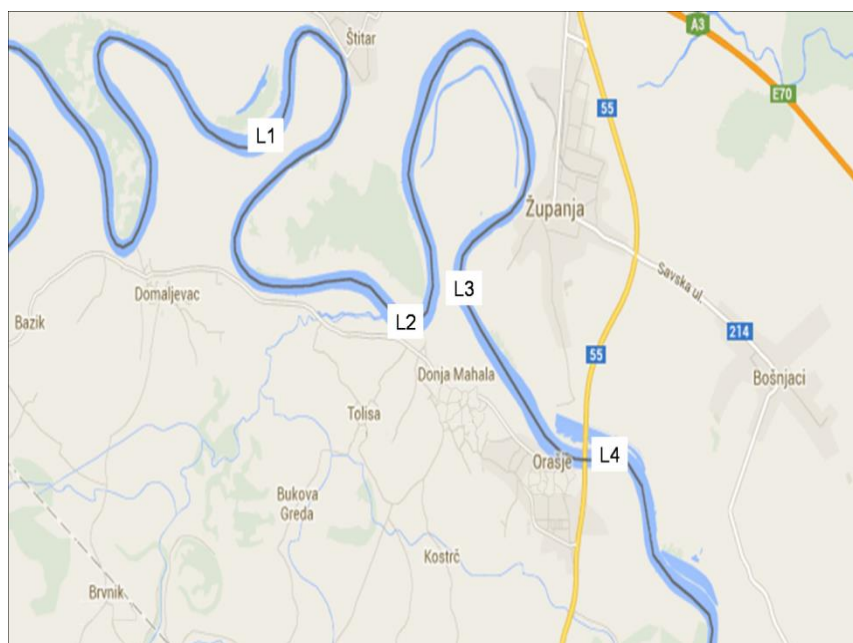 Štitar
A3
55
E70
L1
Županja
Savska ul.
Domaljevac
L3
Bazik
L2
214
55
Donja Mahala
Bošnjaci
Tolisa
Orašje
L4
Bukova
Greda
Kostrč
Brvnik